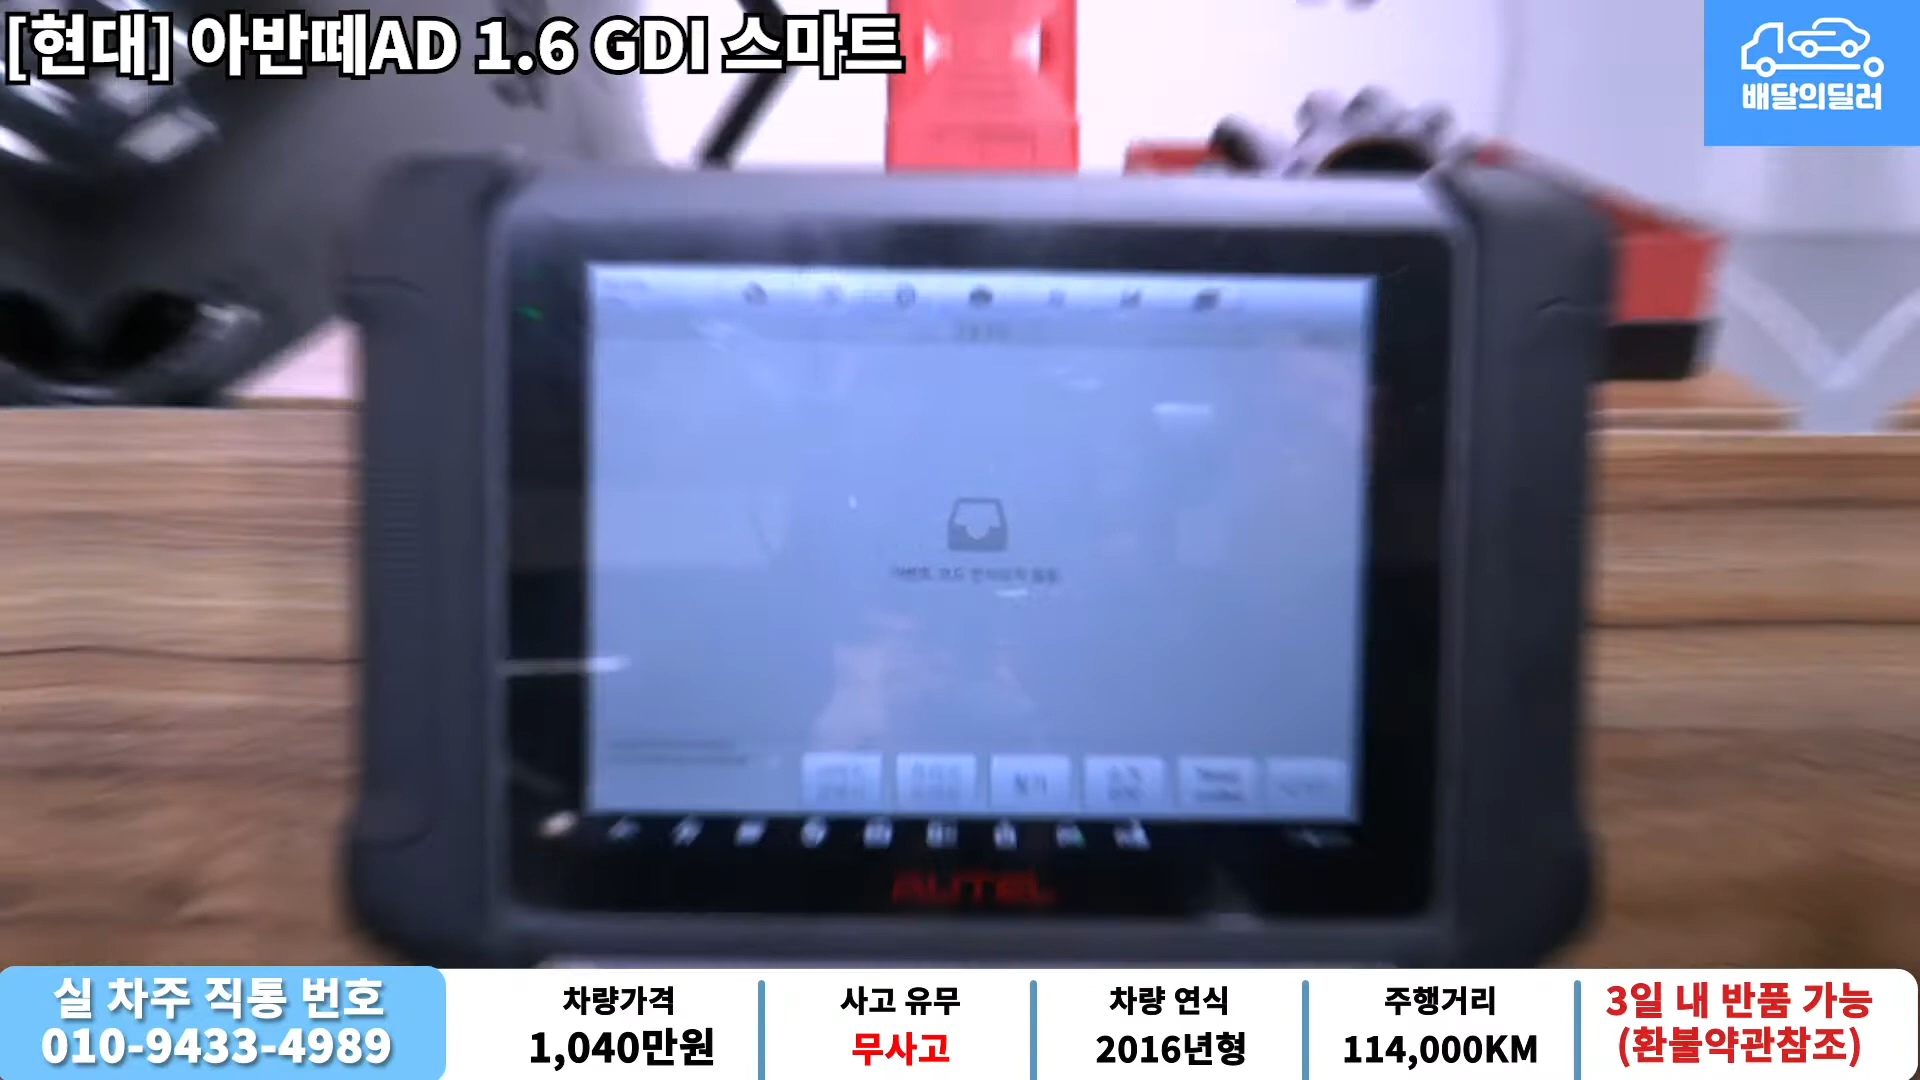 [현대] 아반떼AD 1.6 GDI 스마트
배달의딜러
AUTEL
실 차주 직통 번호
010-9433-4989
차량가격
1,040만원
사고 유무
무사고
차량 연식
2016년형
주행거리
114,000KM
3일 내 반품 가능
(환불약관참조)